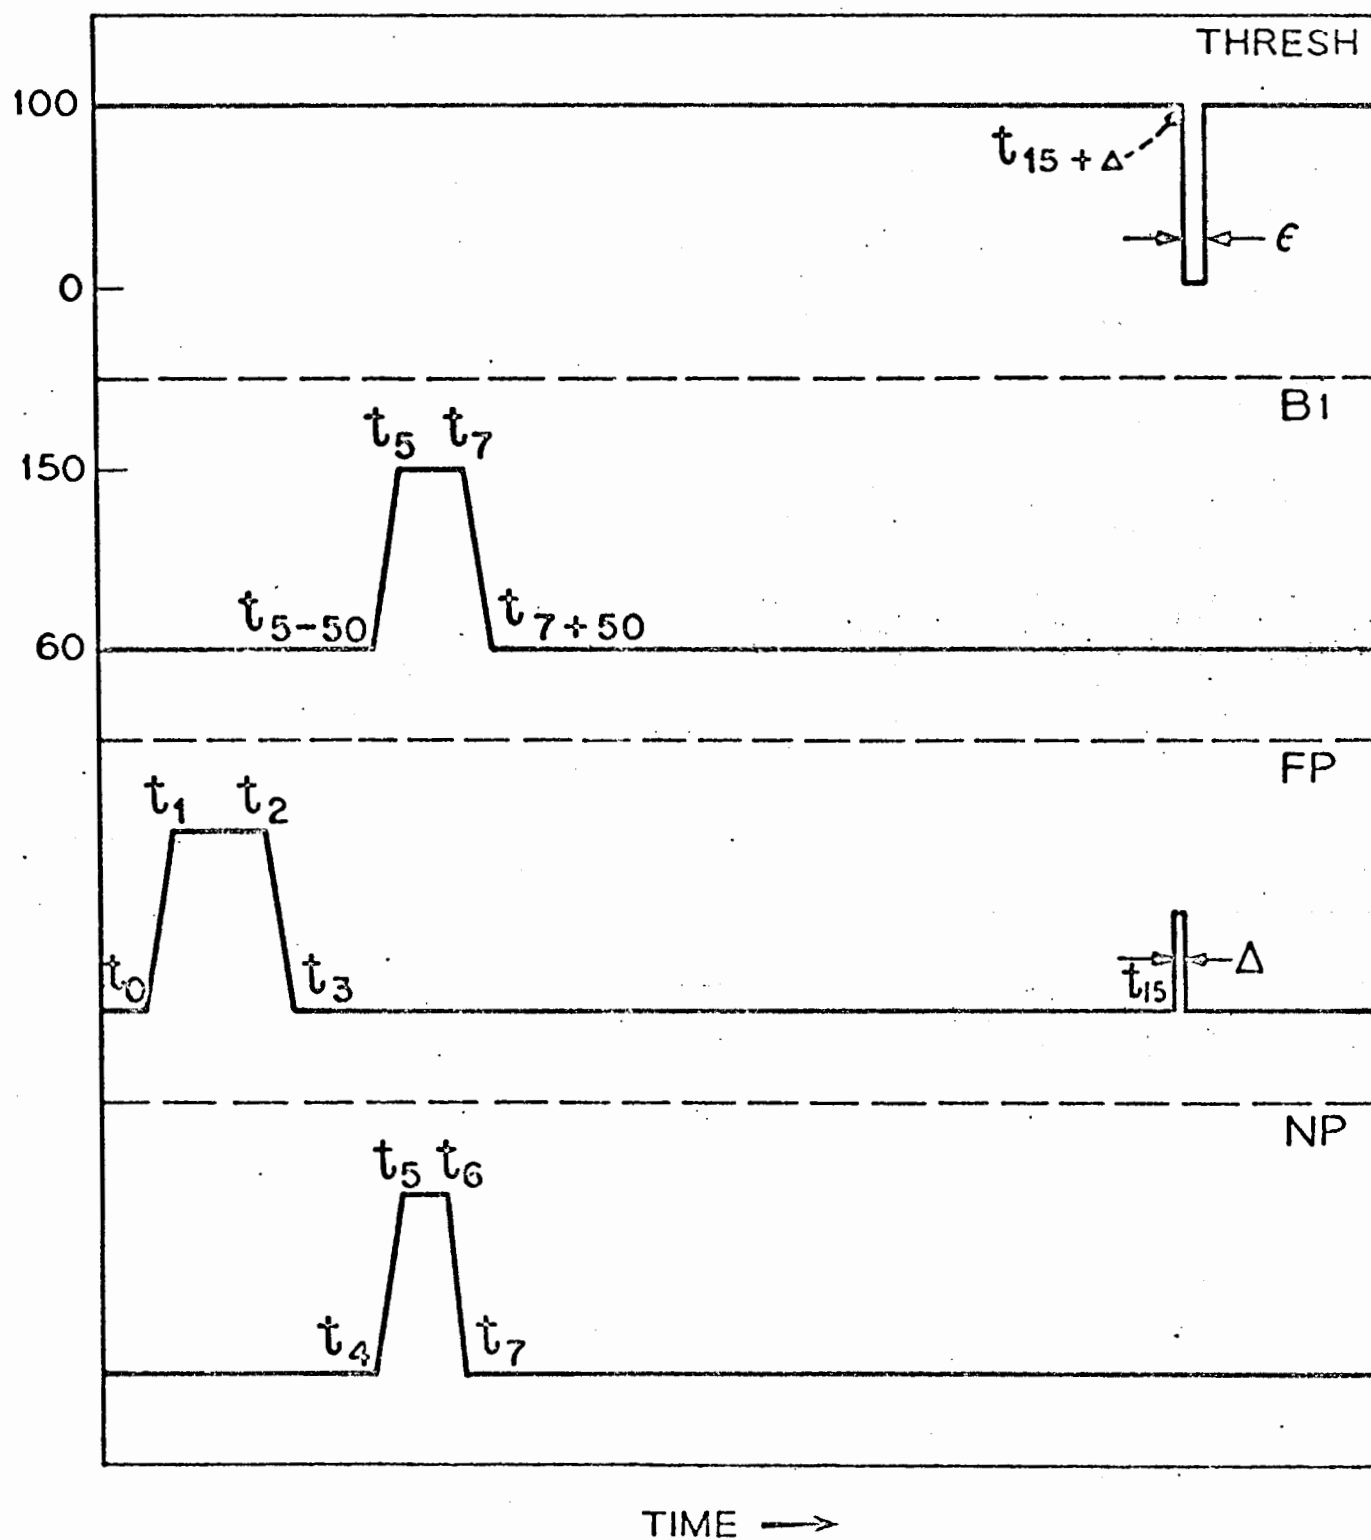 THRESH
100
t15 + Δ
ϵ
0
B1
t5 t7
150
t5-50 t7+50
60
FP
t1 t2
t0 t3 t15 Δ
NP
t5 t6
t4 t7
TIME